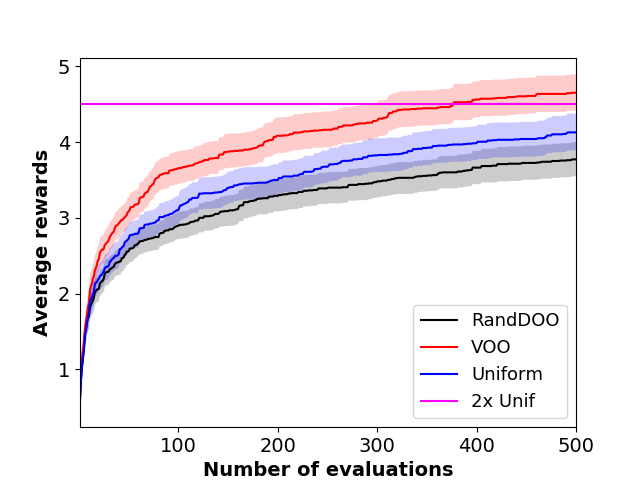 5
4
3
2
1
Average rewards
100
200
300
400
500
Number of evaluations
RandDOO
VOO
Uniform
2x Unif